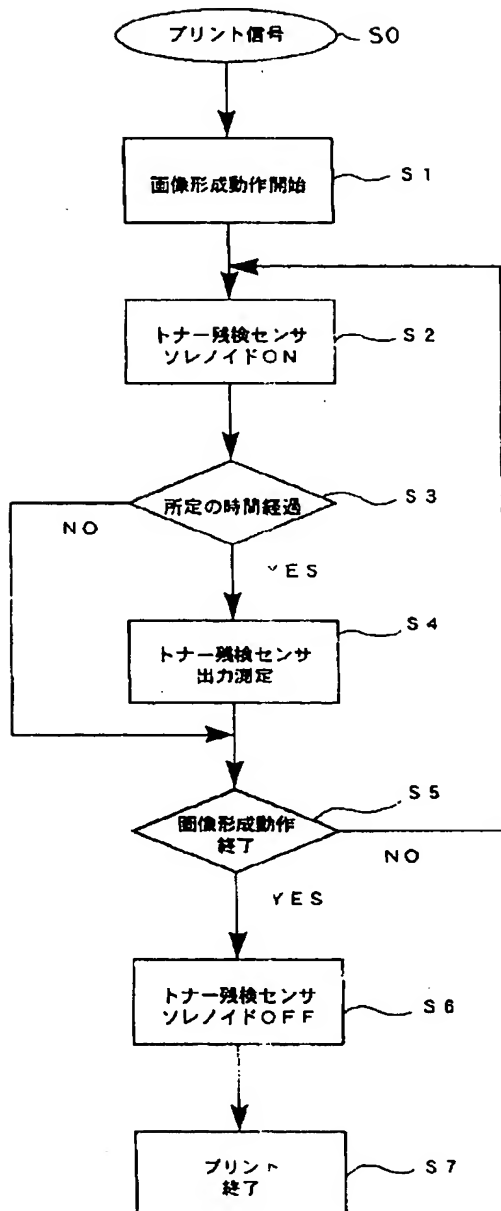 プリント信号
S0
画像形成動作開始
S1
トナー残検センサ
ソレノイドON
S2
所定の時間経過
S3
NO
YES
トナー残検センサ
出力測定
S4
画像形成動作
終了
S5
NO
YES
トナー残検センサ
ソレノイドOFF
S6
プリント
終了
S7